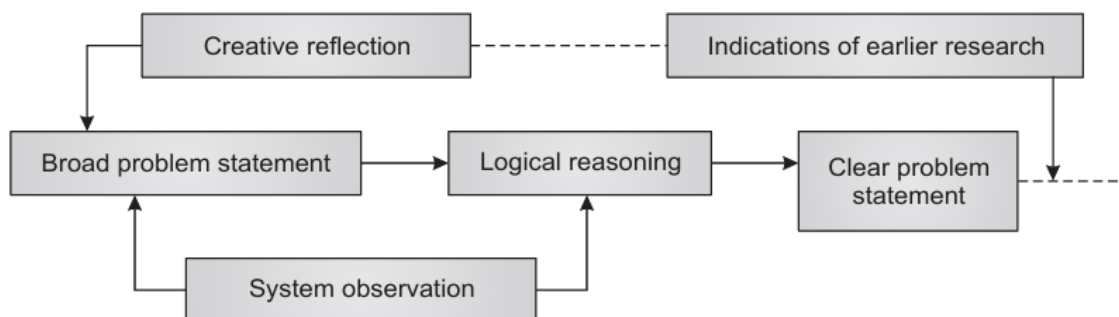 Creative reflection
Indications of earlier research
Broad problem statement
Logical reasoning
Clear problem
statement
System observation